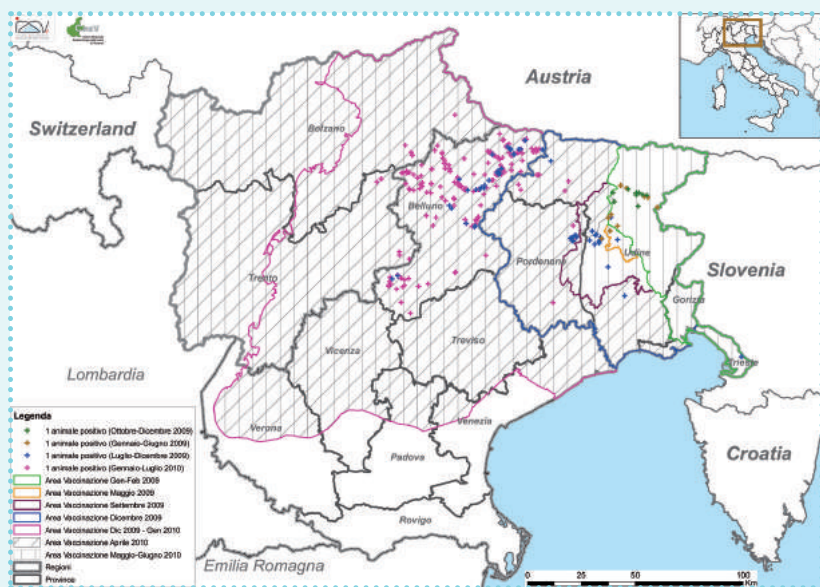 Austria
Switzerland
Bolzano
Belluno
Slovenia
Udine
Pordenone
Trento
Gorizia
Treviso
Vicenza
Trieste
Lombardia
Verona
Venezia
Padova
Croatia
Rovigo
Emilia Romagna
Legenda
1 animale positivo (Ottobre-Dicembre 2009)
1 animale positivo (Gennaio-Giugno 2009)
1 animale positivo (Luglio-Dicembre 2009)
1 animale positivo (Gennaio-Luglio 2010)
Area Vaccinazione Gen-Feb 2009
Area Vaccinazione Maggio 2009
Area Vaccinazione Settembre 2009
Area Vaccinazione Dicembre 2009
Area Vaccinazione Dic 2009 - Gen 2010
Area Vaccinazione Aprile 2010
Area Vaccinazione Maggio-Giugno 2010
Regioni
Province
0 50 100
Km